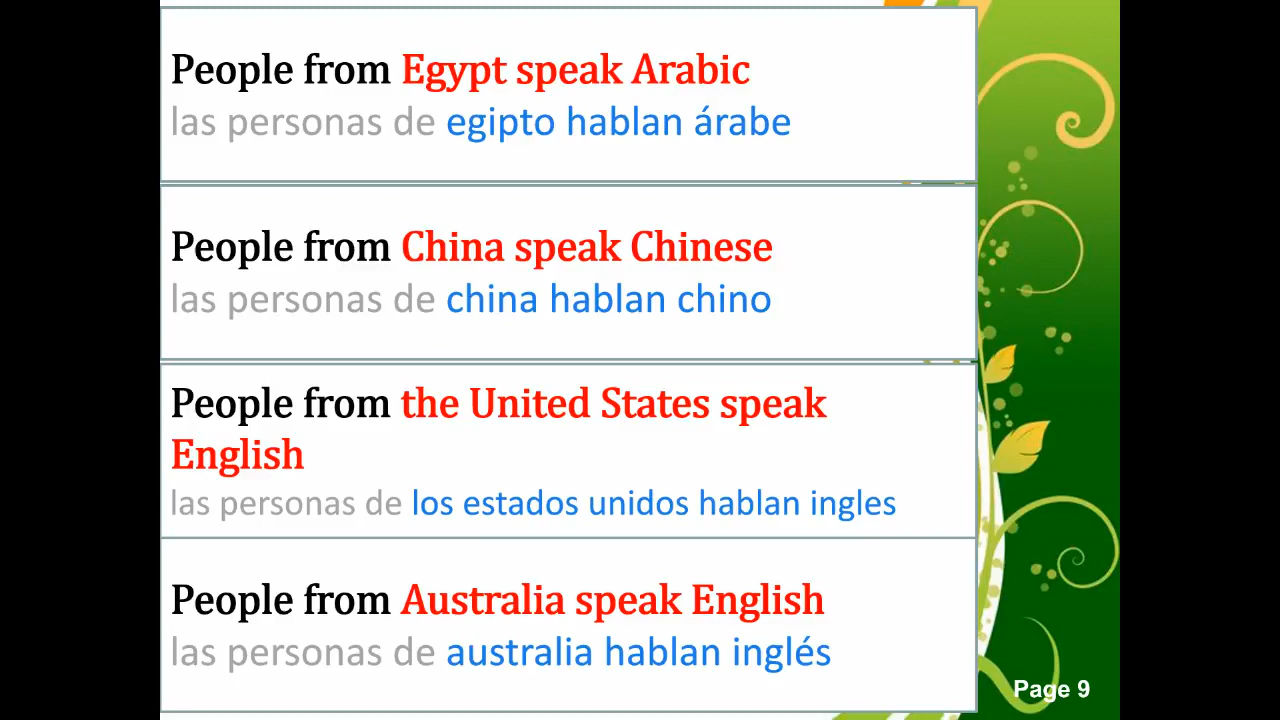 People from Egypt speak Arabic
las personas de egipto hablan árabe
People from China speak Chinese
las personas de china hablan chino
People from the United States speak
English
las personas de los estados unidos hablan ingles
People from Australia speak English
las personas de australia hablan inglés
Page 9